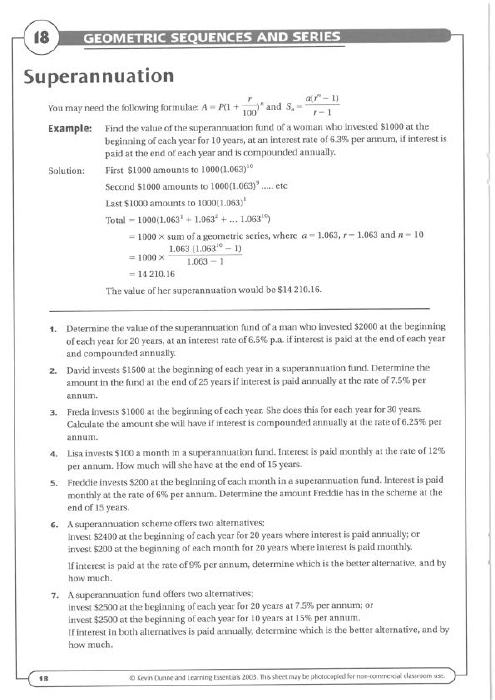 18 GEOMETRIC SEQUENCES AND SERIES
Superannuation
You may need the following formulae A = P(1 + r/100)ⁿ and Sₙ = a(rⁿ − 1)/r − 1
Example: Find the value of the superannuation fund of a woman who invested $1000 at the
beginning of each year for 10 years, at an interest rate of 6.3% per annum, if interest is
paid at the end of each year and is compounded annually.
Solution: First $1000 amounts to 1000(1.063)¹⁰
Second $1000 amounts to 1000(1.063)⁹ ..... etc
Last $1000 amounts to 1000(1.063)¹
Total = 1000(1.063¹ + 1.063² + ... 1.063¹⁰)
= 1000 × sum of a geometric series, where a = 1.063, r = 1.063 and n = 10
= 1000 × 1.063 (1.063¹⁰ − 1)/1.063 − 1
= 14 210.16
The value of her superannuation would be $14 210.16.
1. Determine the value of the superannuation fund of a man who invested $2000 at the beginning
of each year for 20 years, at an interest rate of 6.5% p.a. if interest is paid at the end of each year
and compounded annually.
2. David invests $1500 at the beginning of each year in a superannuation fund. Determine the
amount in the fund at the end of 25 years if interest is paid annually at the rate of 7.5% per
annum.
3. Freda invests $1000 at the beginning of each year. She does this for each year for 30 years.
Calculate the amount she will have if interest is compounded annually at the rate of 6.25% per
annum.
4. Lisa invests $100 a month in a superannuation fund. Interest is paid monthly at the rate of 12%
per annum. How much will she have at the end of 15 years.
5. Freddie invests $200 at the beginning of each month in a superannuation fund. Interest is paid
monthly at the rate of 6% per annum. Determine the amount Freddie has in the scheme at the
end of 15 years.
6. A superannuation scheme offers two alternatives;
Invest $2400 at the beginning of each year for 20 years where interest is paid annually; or
invest $200 at the beginning of each month for 20 years where interest is paid monthly.
If interest is paid at the rate of 9% per annum, determine which is the better alternative, and by
how much.
7. A superannuation fund offers two alternatives;
Invest $2500 at the beginning of each year for 20 years at 7.5% per annum; or
invest $2500 at the beginning of each year for 10 years at 15% per annum.
If interest in both alternatives is paid annually, determine which is the better alternative, and by
how much.
18 © Kevin Dunne and Learning Essentials 2003. This sheet may be photocopied for non-commercial classroom use.